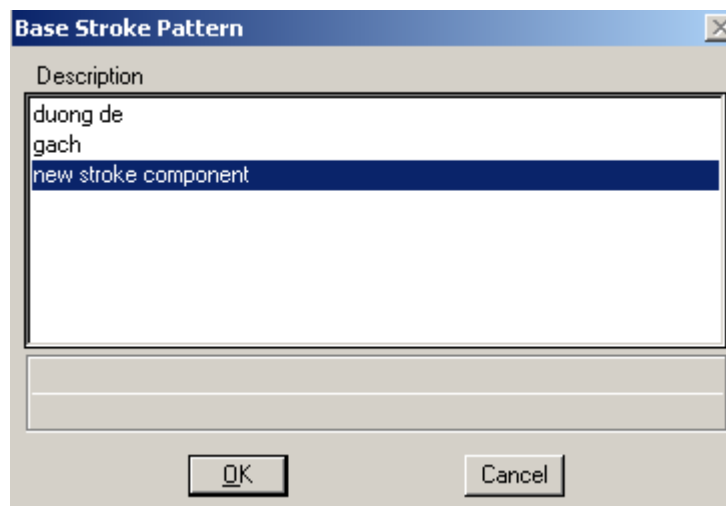 Base Stroke Pattern
Description
duong de
gach
new stroke component
OK Cancel